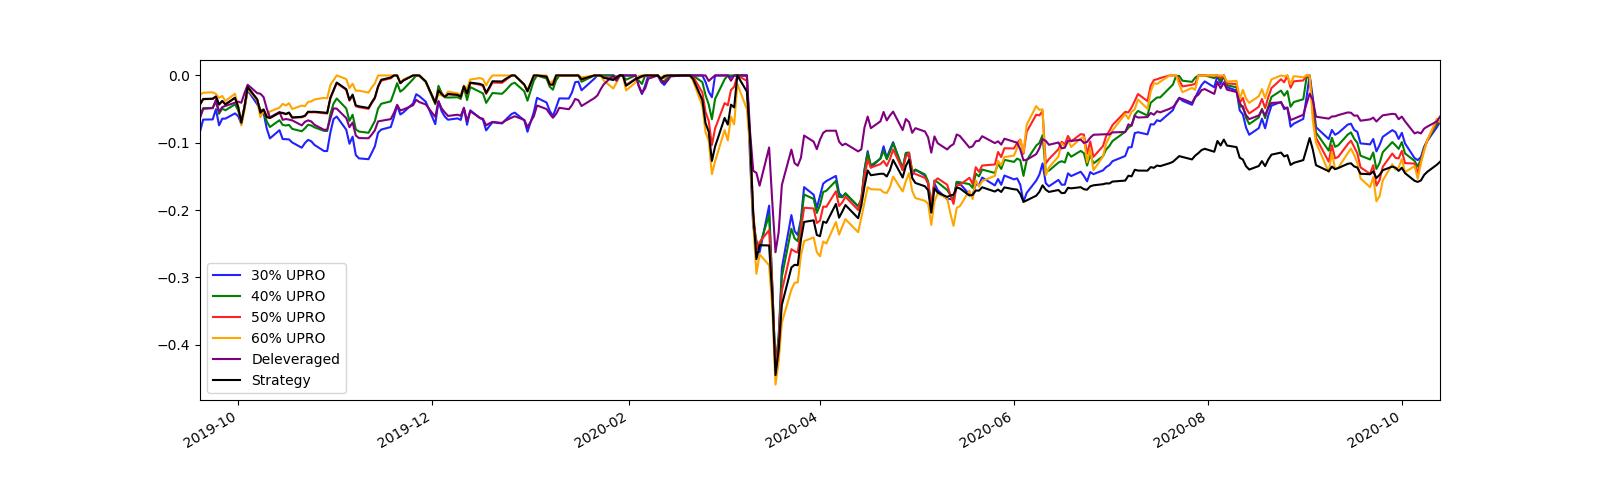 0.0
−0.1
−0.2
−0.3
−0.4
30% UPRO
40% UPRO
50% UPRO
60% UPRO
Deleveraged
Strategy
2019-10
2019-12
2020-02
2020-04
2020-06
2020-08
2020-10